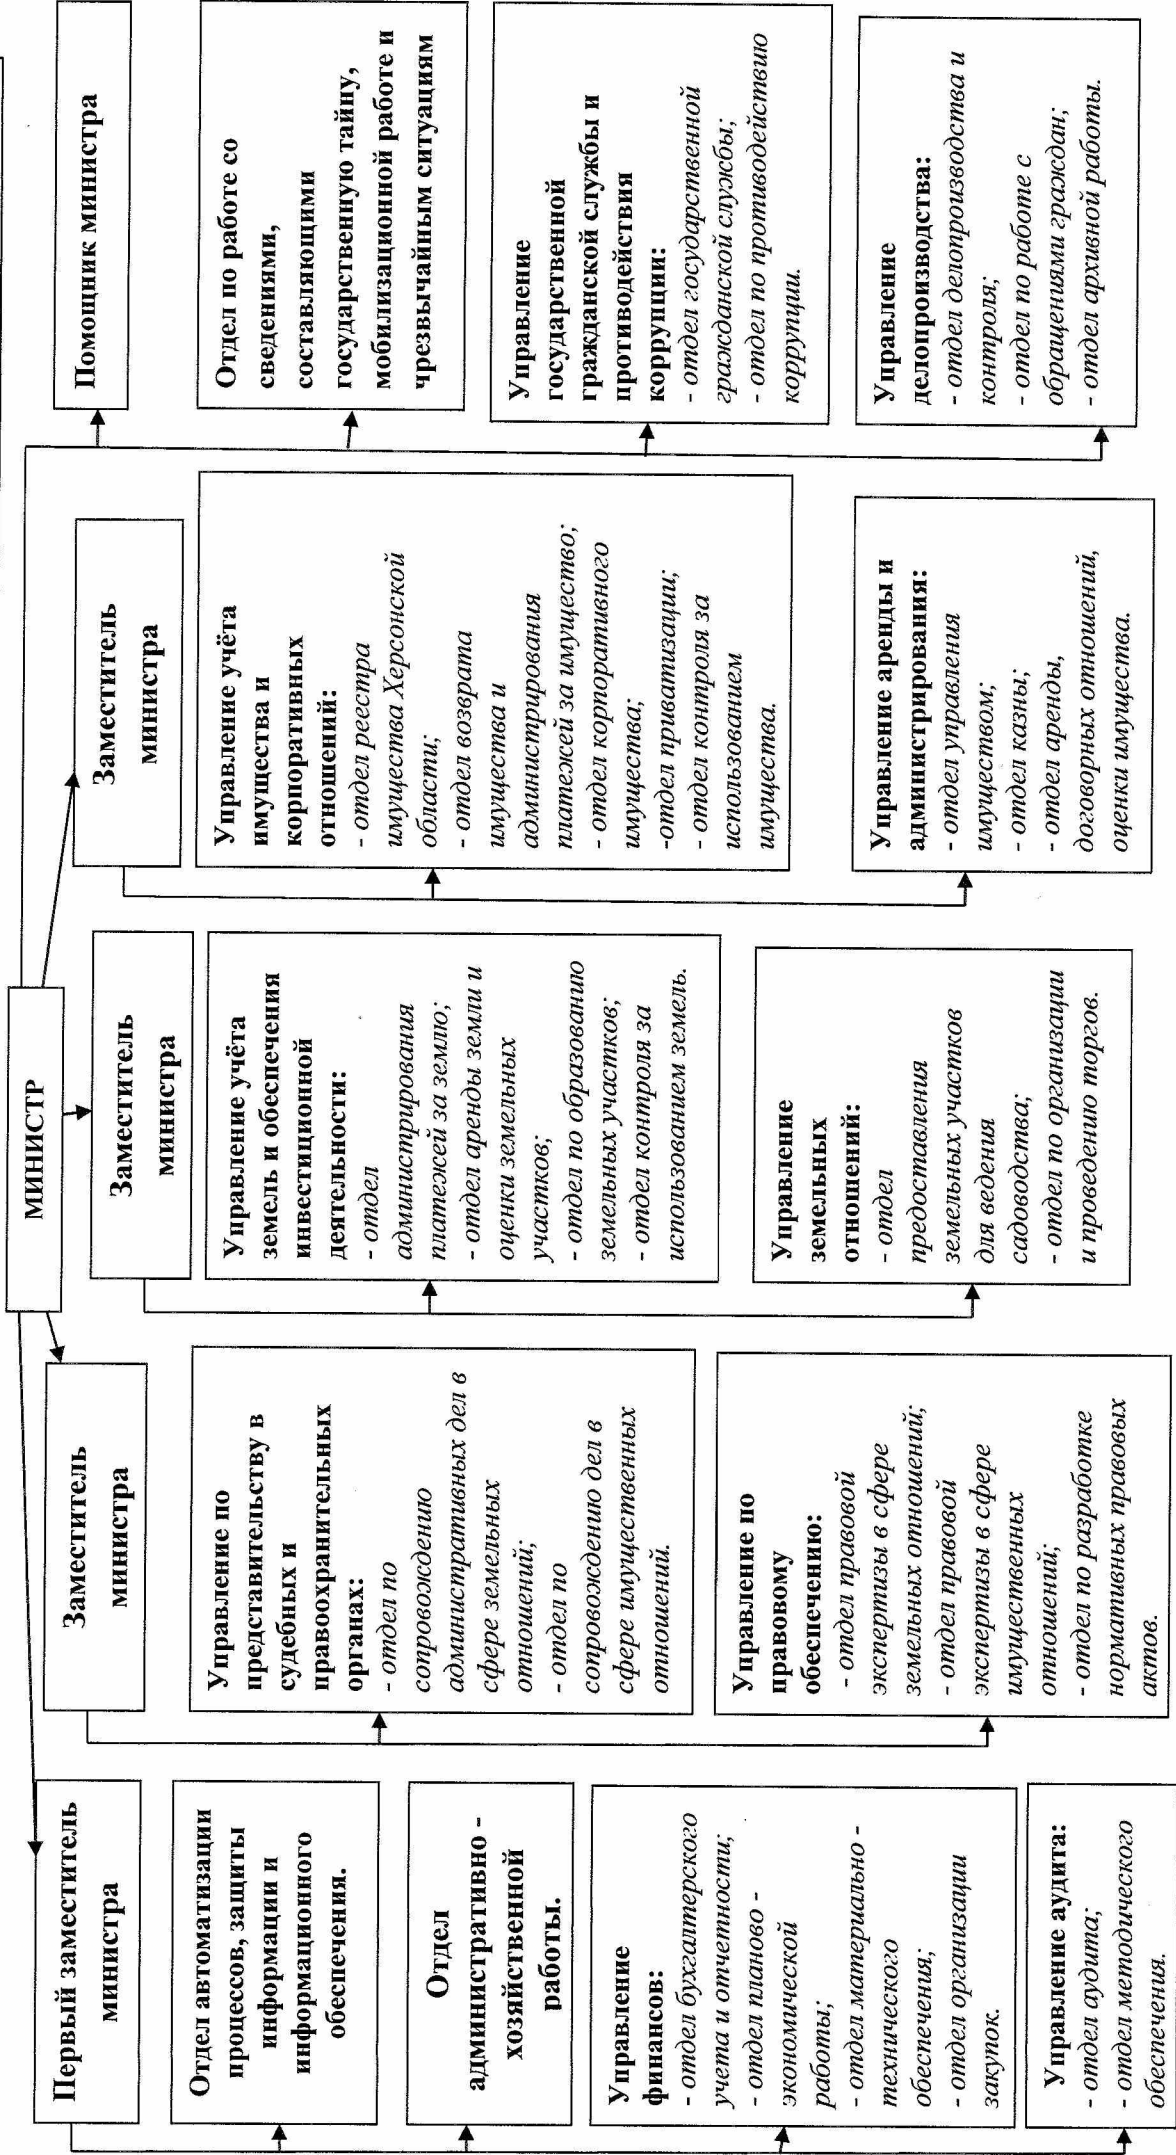 МИНИСТР
Первый заместитель
министра
Отдел автоматизации
процессов, защиты
информации и
информационного
обеспечения.
Отдел
административно -
хозяйственной
работы.
Управление
финансов:
- отдел бухгалтерского
учета и отчетности;
- отдел планово -
экономической
работы;
- отдел материально -
технического
обеспечения;
- отдел организации
закупок.
Управление аудита:
- отдел аудита;
- отдел методического
обеспечения.
Заместитель
министра
Управление по
представительству в
судебных и
правоохранительных
органах:
- отдел по
сопровождению
административных дел в
сфере земельных
отношений;
- отдел по
сопровождению дел в
сфере имущественных
отношений.
Управление по
правовому
обеспечению:
- отдел правовой
экспертизы в сфере
земельных отношений;
- отдел правовой
экспертизы в сфере
имущественных
отношений;
- отдел по разработке
нормативных правовых
актов.
Заместитель
министра
Управление учёта
земель и обеспечения
инвестиционной
деятельности:
- отдел
администрирования
платежей за землю;
- отдел аренды земли и
оценки земельных
участков;
- отдел по образованию
земельных участков;
- отдел контроля за
использованием земель.
Управление
земельных
отношений:
- отдел
предоставления
земельных участков
для ведения
садоводства;
- отдел по организации
и проведению торгов.
Заместитель
министра
Управление учёта
имущества и
корпоративных
отношений:
- отдел реестра
имущества Херсонской
области;
- отдел возврата
имущества и
администрирования
платежей за имущество;
- отдел корпоративного
имущества;
-отдел приватизации;
- отдел контроля за
использованием
имущества.
Управление аренды и
администрирования:
- отдел управления
имуществом;
- отдел казны;
- отдел аренды,
договорных отношений,
оценки имущества.
Помощник министра
Отдел по работе со
сведениями,
составляющими
государственную тайну,
мобилизационной работе и
чрезвычайным ситуациям
Управление
государственной
гражданской службы и
противодействия
коррупции:
- отдел государственной
гражданской службы;
- отдел по противодействию
коррупции.
Управление
делопроизводства:
- отдел делопроизводства и
контроля;
- отдел по работе с
обращениями граждан;
- отдел архивной работы.